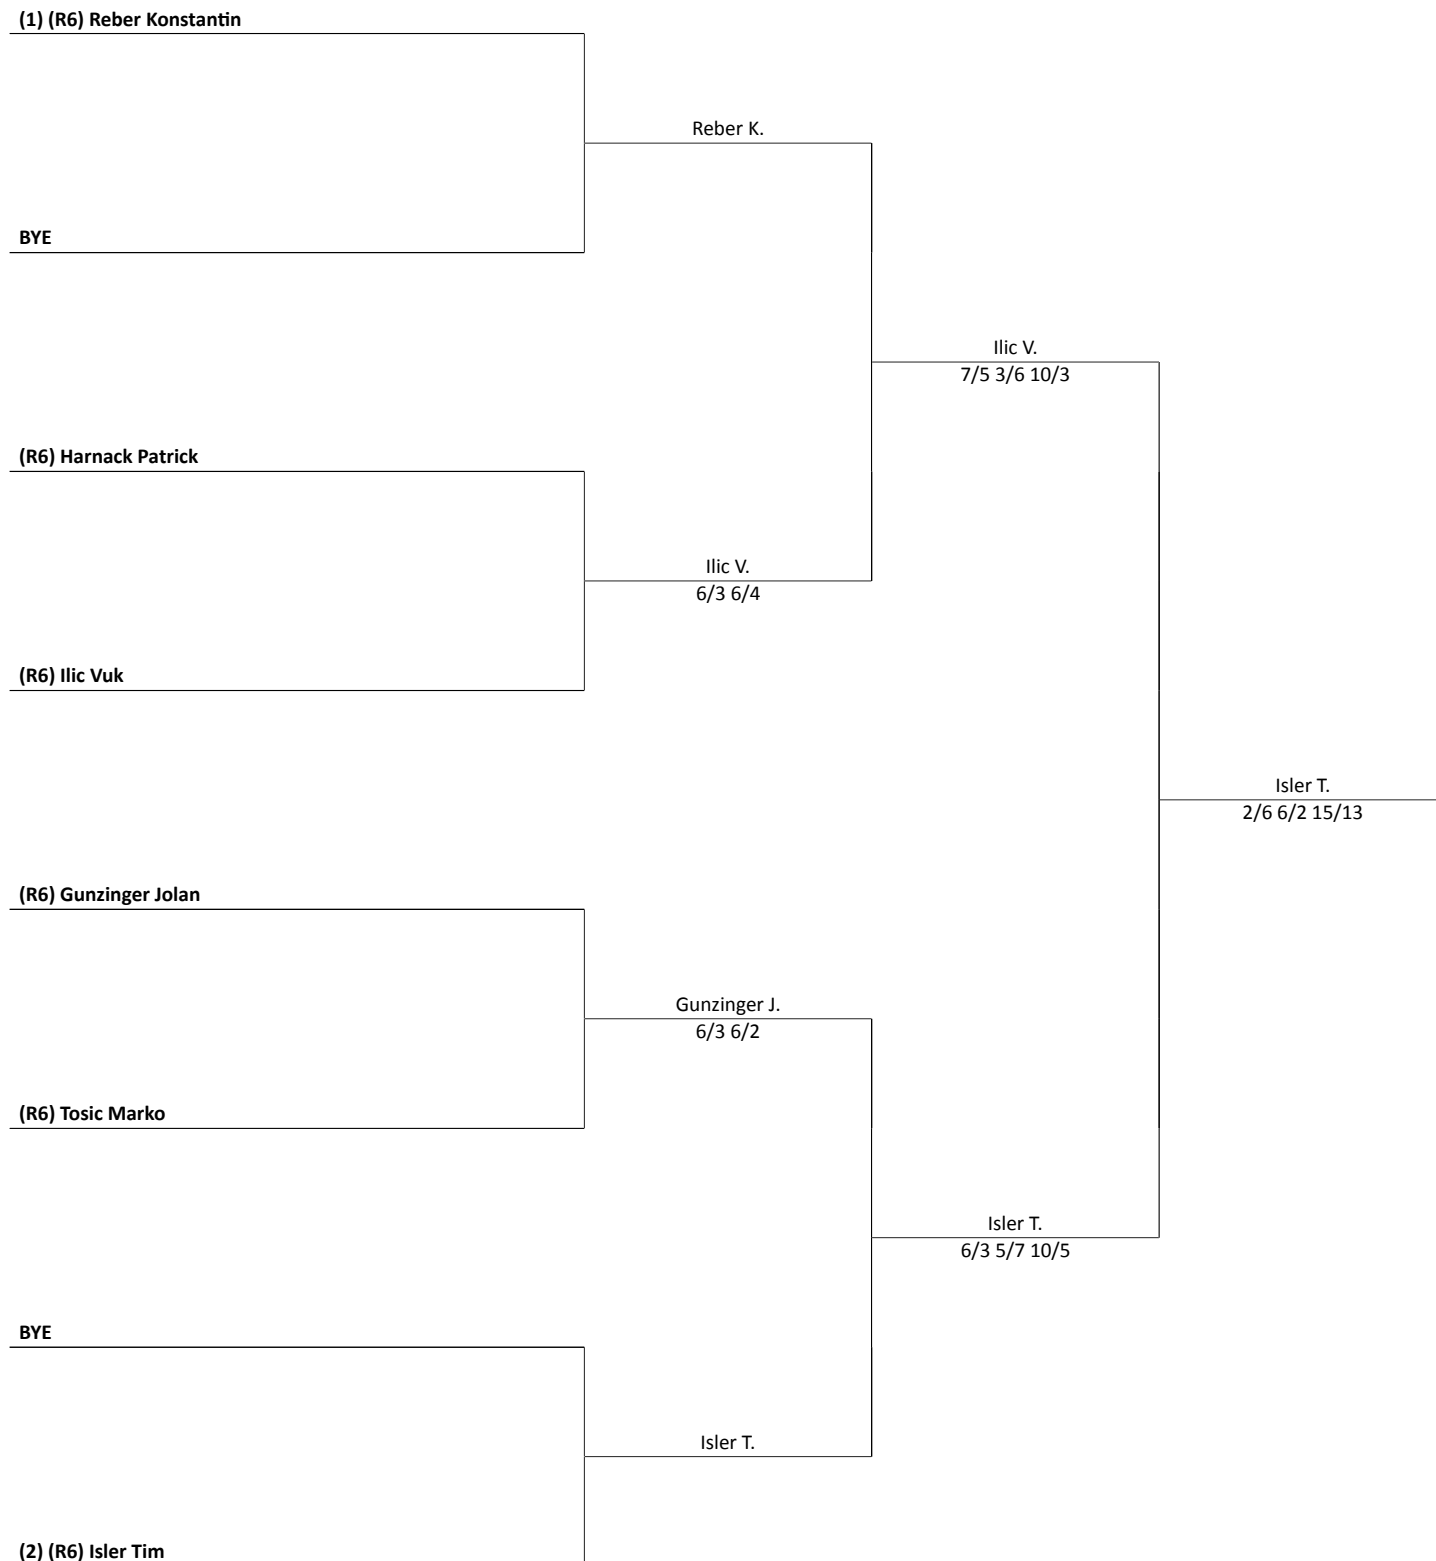 (1) (R6) Reber Konstantin
Reber K.
BYE
Ilic V.
7/5 3/6 10/3
(R6) Harnack Patrick
Ilic V.
6/3 6/4
(R6) Ilic Vuk
Isler T.
2/6 6/2 15/13
(R6) Gunzinger Jolan
Gunzinger J.
6/3 6/2
(R6) Tosic Marko
Isler T.
6/3 5/7 10/5
BYE
Isler T.
(2) (R6) Isler Tim